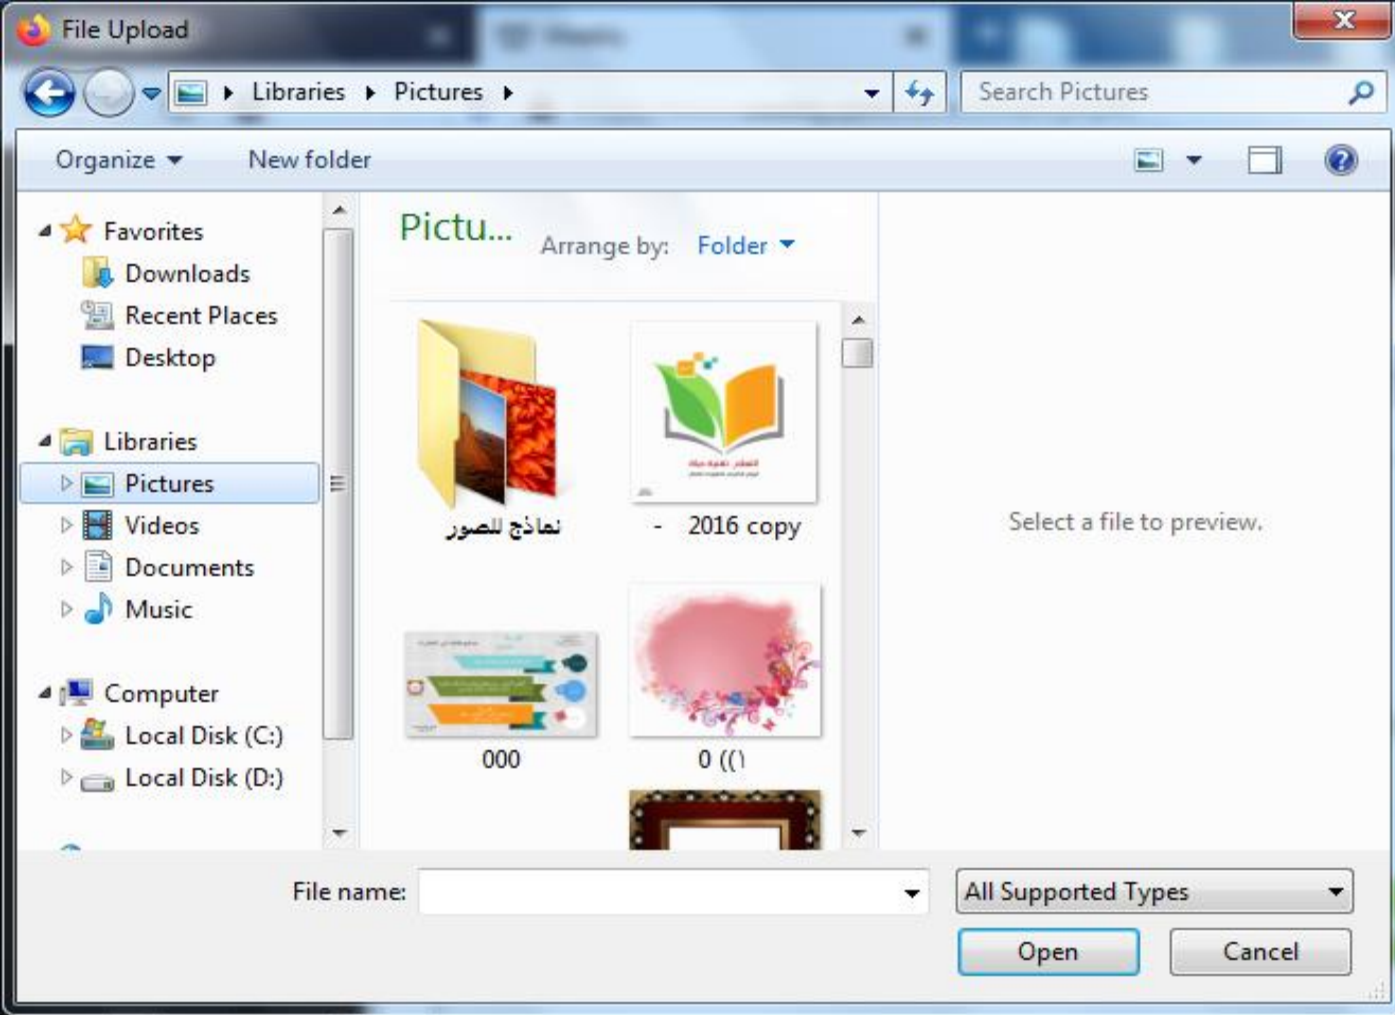 File Upload
Libraries Pictures
Search Pictures
Organize
New folder
Favorites
Downloads
Recent Places
Desktop
Libraries
Pictures
Videos
Documents
Music
Computer
Local Disk (C:)
Local Disk (D:)
Pictu...
Arrange by: Folder
نماذج للصور
- 2016 copy
000
0 ((١
Select a file to preview.
File name:
All Supported Types
Open
Cancel